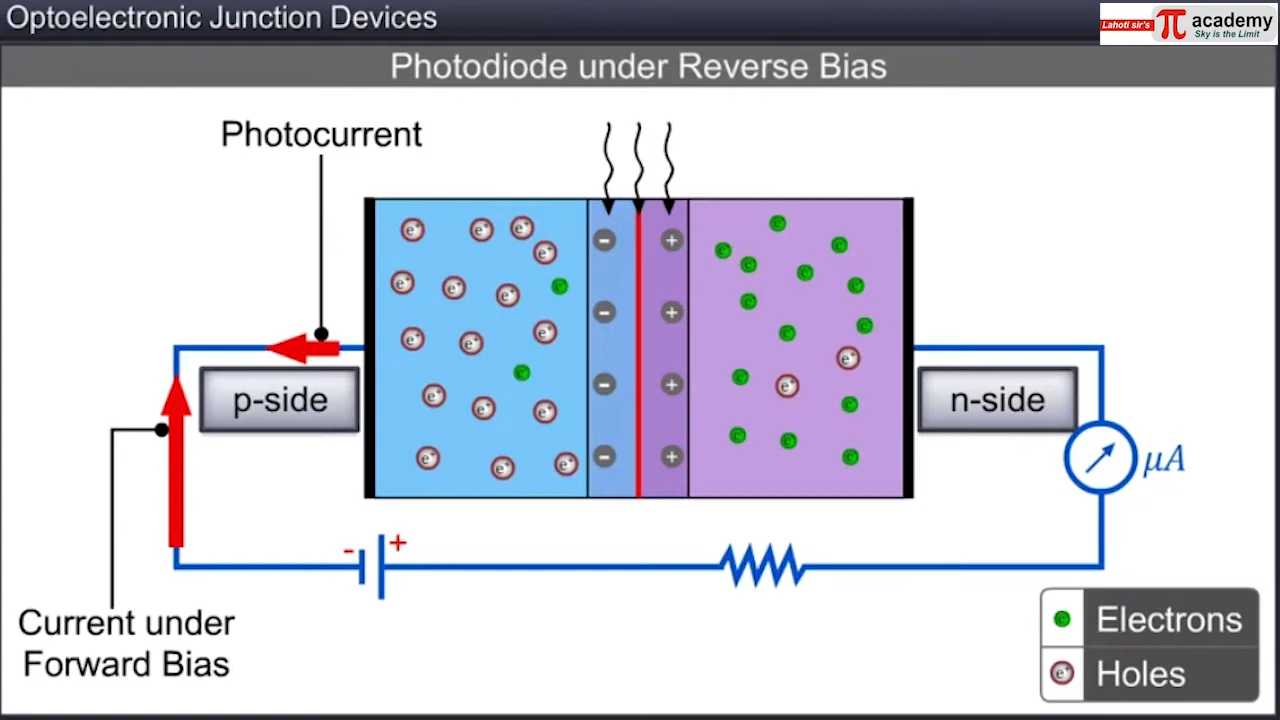 Optoelectronic Junction Devices
Lahoti sir's π academy
Sky is the Limit
Photodiode under Reverse Bias
Photocurrent
p-side
n-side
μA
- +
Current under
Forward Bias
Electrons
Holes